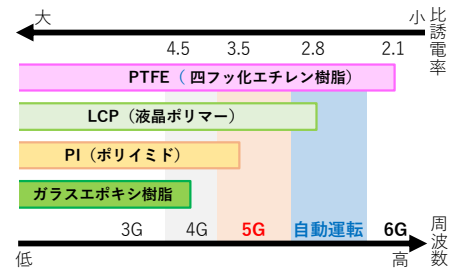 大
小
比誘電率
4.5
3.5
2.8
2.1
PTFE（ 四フッ化エチレン樹脂）
LCP（液晶ポリマー）
PI（ポリイミド）
ガラスエポキシ樹脂
3G
4G
5G
自動運転
6G
周波数
低
高